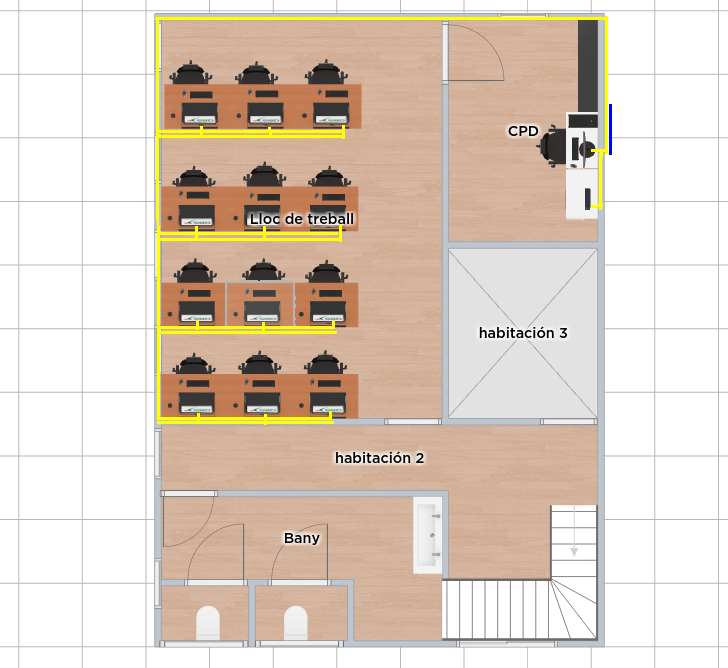 CPD
Lloc de treball
habitación 3
habitación 2
Bany